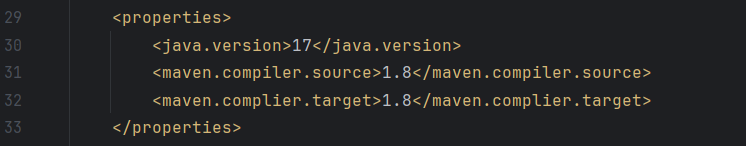 29 <properties>
30 <java.version>17</java.version>
31 <maven.compiler.source>1.8</maven.compiler.source>
32 <maven.complier.target>1.8</maven.complier.target>
33 </properties>